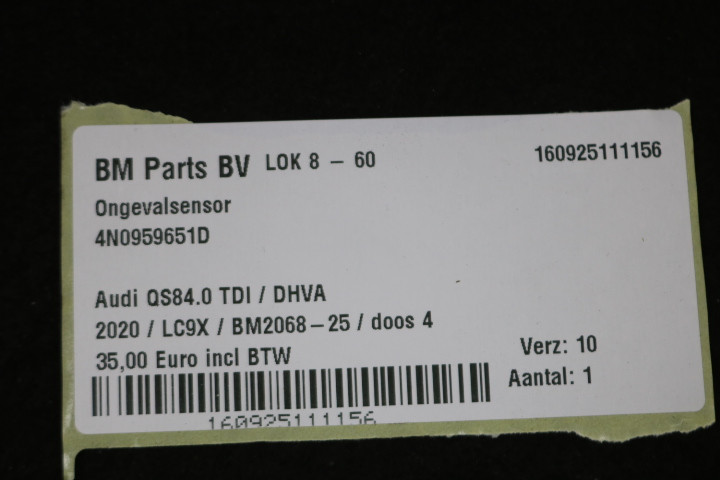 BM Parts BV LOK 8 – 60 160925111156
Ongevalsensor
4N0959651D
Audi QS84.0 TDI / DHVA
2020 / LC9X / BM2068–25 / doos 4
35,00 Euro incl BTW
Verz: 10
Aantal: 1
160925111156